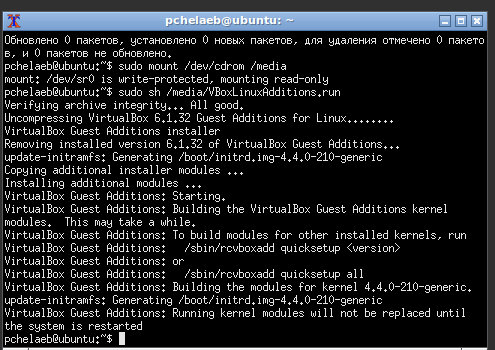 pchelaeb@ubuntu: ~
Обновлено 0 пакетов, установлено 0 новых пакетов, для удаления отмечено 0 пакето
в, и 0 пакетов не обновлено.
pchelaeb@ubuntu:~$ sudo mount /dev/cdrom /media
mount: /dev/sr0 is write-protected, mounting read-only
pchelaeb@ubuntu:~$ sudo sh /media/VBoxLinuxAdditions.run
Verifying archive integrity... All good.
Uncompressing VirtualBox 6.1.32 Guest Additions for Linux........
VirtualBox Guest Additions installer
Removing installed version 6.1.32 of VirtualBox Guest Additions...
update-initramfs: Generating /boot/initrd.img-4.4.0-210-generic
Copying additional installer modules ...
Installing additional modules ...
VirtualBox Guest Additions: Starting.
VirtualBox Guest Additions: Building the VirtualBox Guest Additions kernel
modules.  This may take a while.
VirtualBox Guest Additions: To build modules for other installed kernels, run
VirtualBox Guest Additions:   /sbin/rcvboxadd quicksetup <version>
VirtualBox Guest Additions: or
VirtualBox Guest Additions:   /sbin/rcvboxadd quicksetup all
VirtualBox Guest Additions: Building the modules for kernel 4.4.0-210-generic.
update-initramfs: Generating /boot/initrd.img-4.4.0-210-generic
VirtualBox Guest Additions: Running kernel modules will not be replaced until
the system is restarted
pchelaeb@ubuntu:~$